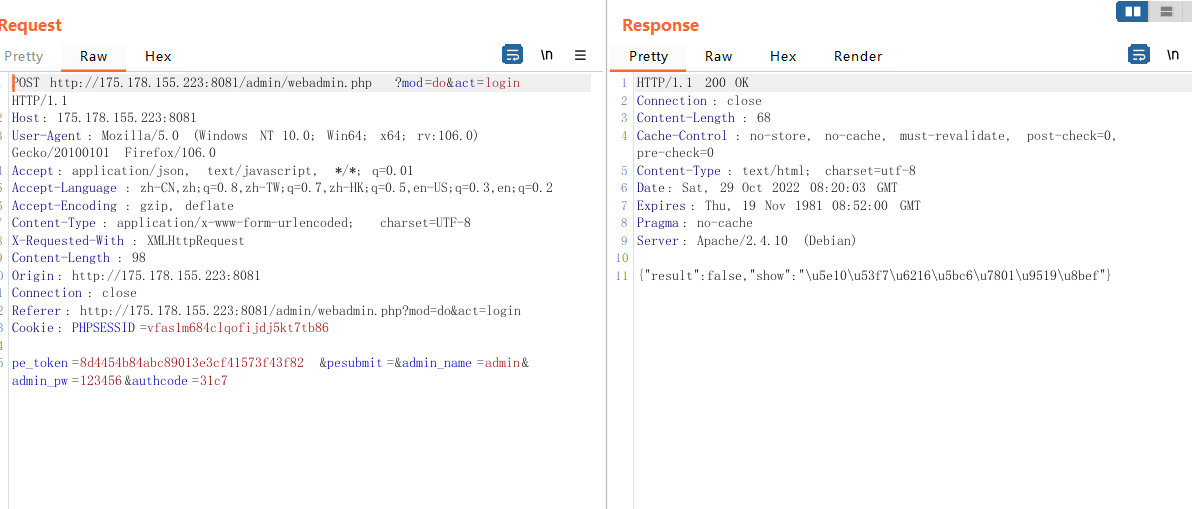 Request
Pretty Raw Hex \n
POST http://175.178.155.223:8081/admin/webadmin.php ?mod=do&act=login
HTTP/1.1
Host: 175.178.155.223:8081
User-Agent: Mozilla/5.0 (Windows NT 10.0; Win64; x64; rv:106.0)
Gecko/20100101 Firefox/106.0
Accept: application/json, text/javascript, */*; q=0.01
Accept-Language: zh-CN,zh;q=0.8,zh-TW;q=0.7,zh-HK;q=0.5,en-US;q=0.3,en;q=0.2
Accept-Encoding: gzip, deflate
Content-Type: application/x-www-form-urlencoded; charset=UTF-8
X-Requested-With: XMLHttpRequest
Content-Length: 98
Origin: http://175.178.155.223:8081
Connection: close
Referer: http://175.178.155.223:8081/admin/webadmin.php?mod=do&act=login
Cookie: PHPSESSID=vfas1m684clqofijdj5kt7tb86
pe_token=8d4454b84abc89013e3cf41573f43f82 &pesubmit=&admin_name=admin&
admin_pw=123456&authcode=31c7
Response
Pretty Raw Hex Render \n
1 HTTP/1.1 200 OK
2 Connection: close
3 Content-Length: 68
4 Cache-Control: no-store, no-cache, must-revalidate, post-check=0,
pre-check=0
5 Content-Type: text/html; charset=utf-8
6 Date: Sat, 29 Oct 2022 08:20:03 GMT
7 Expires: Thu, 19 Nov 1981 08:52:00 GMT
8 Pragma: no-cache
9 Server: Apache/2.4.10 (Debian)
10
11 {"result":false,"show":"\u5e10\u53f7\u6216\u5bc6\u7801\u9519\u8bef"}